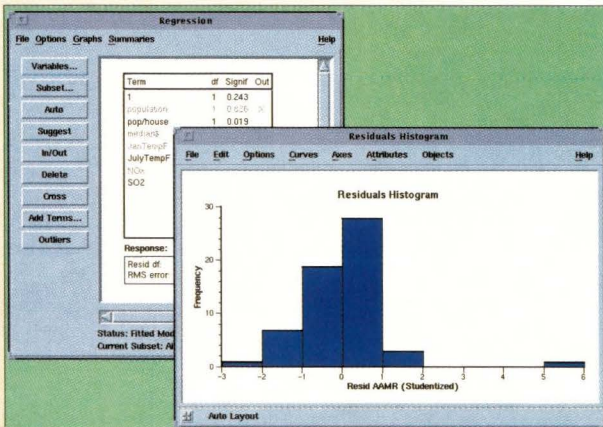 Regression
File Options Graphs Summaries Help
Variables...
Subset...
Auto
Suggest
In/Out
Delete
Cross
Add Terms...
Outliers
Term df Signif Out
1 1 0.243
population 1 0.636 X
pop/house 1 0.019
median$
JanTempF
JulyTempF
NOx
SO2
Response:
Resid df
RMS error
Status: Fitted Mod
Current Subset: Al
Residuals Histogram
File Edit Options Curves Axes Attributes Objects Help
Residuals Histogram
Frequency
30
20
10
0
-3 -2 -1 0 1 2 3 4 5 6
Resid AAMR (Studentized)
Auto Layout